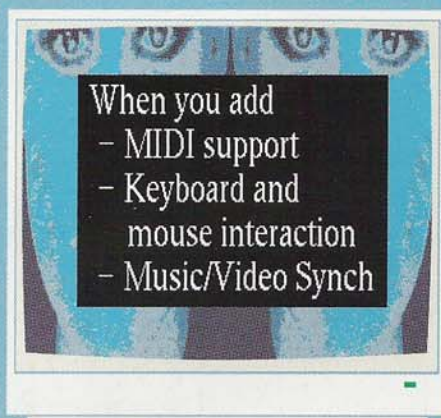 When you add
– MIDI support
– Keyboard and
mouse interaction
– Music/Video Synch